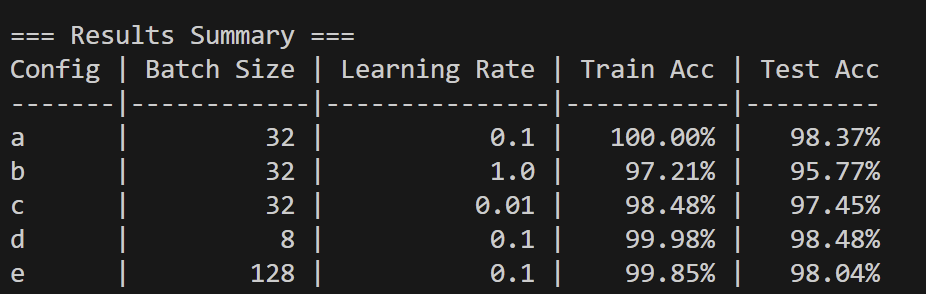 === Results Summary ===
Config | Batch Size | Learning Rate | Train Acc | Test Acc
-------|------------|---------------|-----------|---------
a      |         32 |           0.1 |   100.00% |   98.37%
b      |         32 |           1.0 |    97.21% |   95.77%
c      |         32 |          0.01 |    98.48% |   97.45%
d      |          8 |           0.1 |    99.98% |   98.48%
e      |        128 |           0.1 |    99.85% |   98.04%